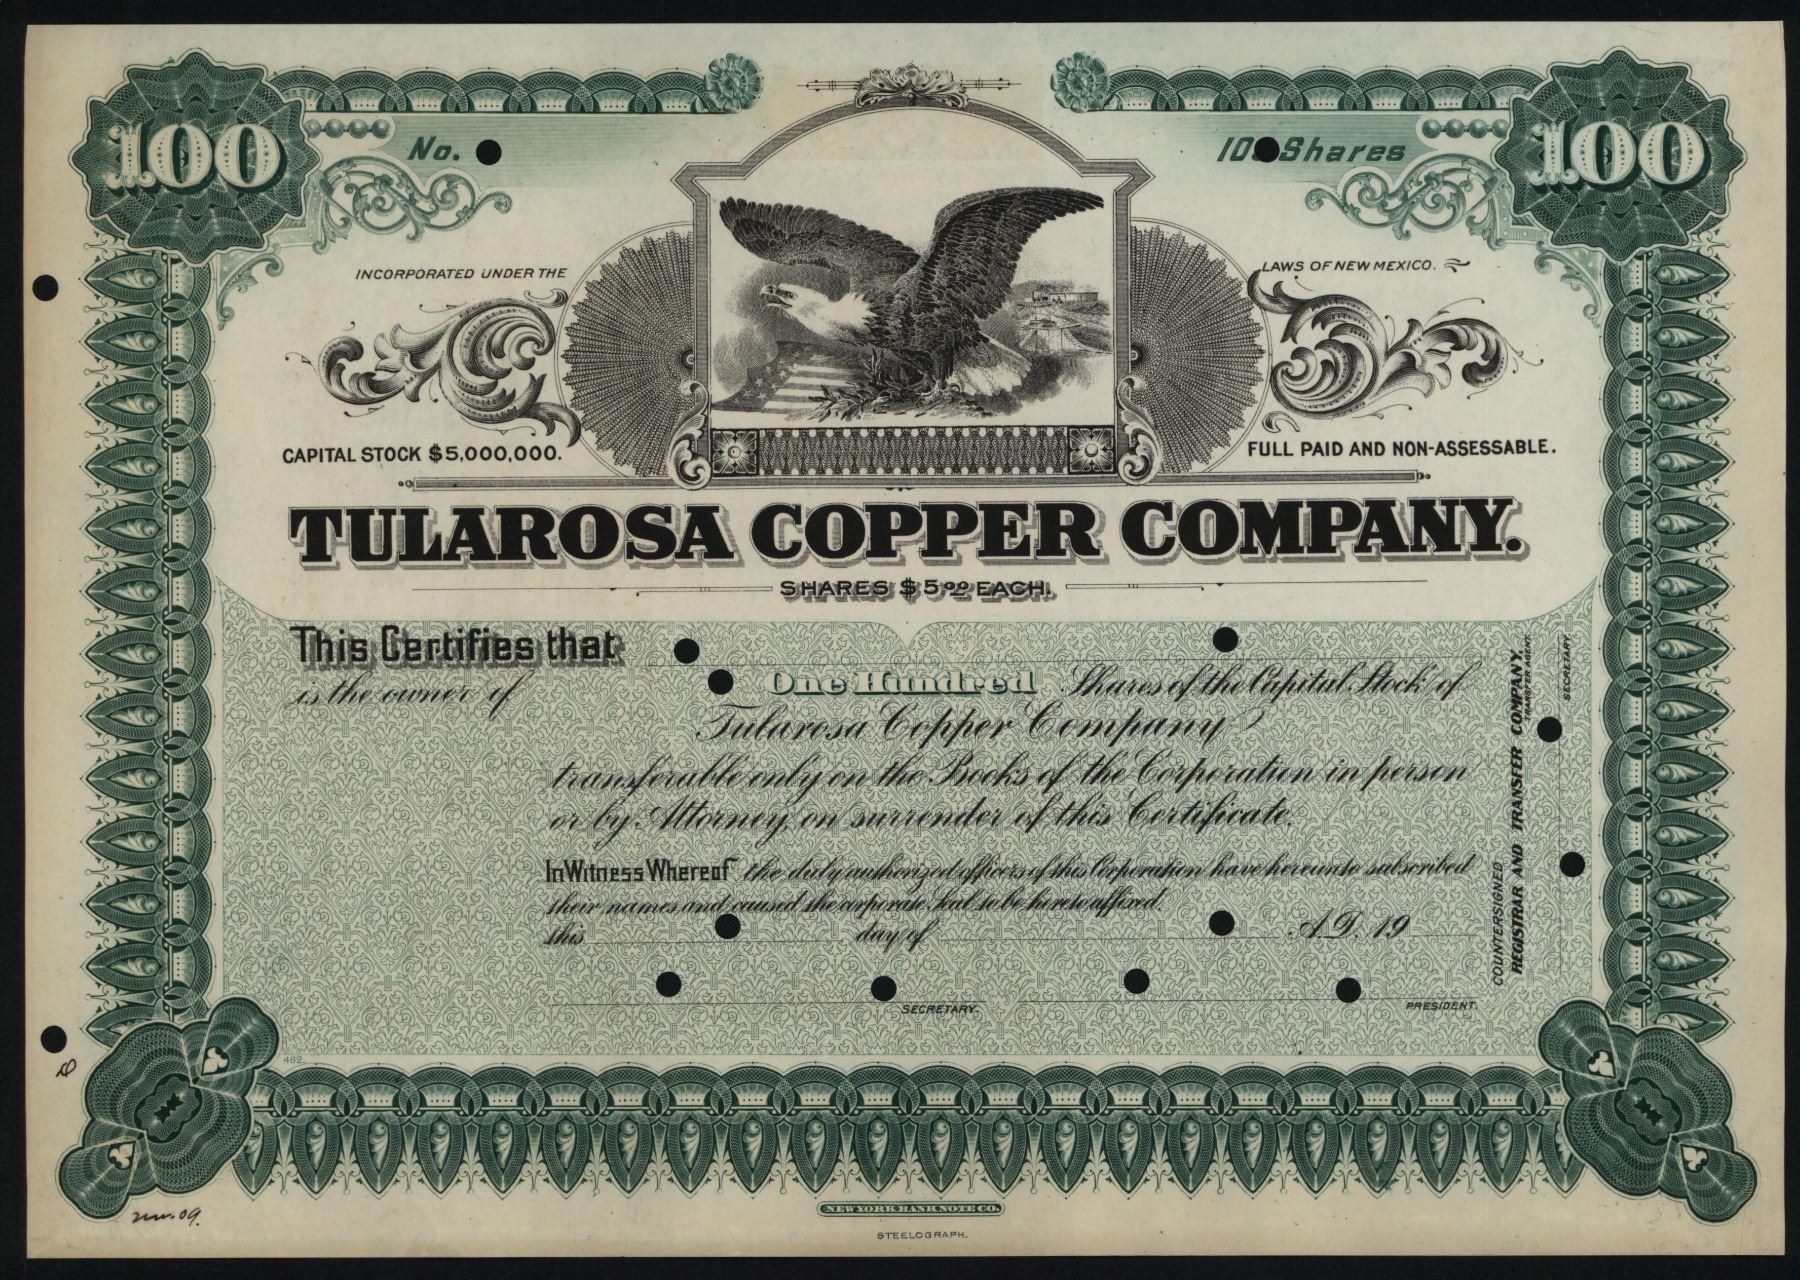 100
No.
100 Shares
100
INCORPORATED UNDER THE
LAWS OF NEW MEXICO.
CAPITAL STOCK $5,000,000.
FULL PAID AND NON-ASSESSABLE.
TULAROSA COPPER COMPANY.
SHARES $5.00 EACH.
This Certifies that
is the owner of One Hundred Shares of the Capital Stock of
Tularosa Copper Company
transferable only on the Books of the Corporation in person
or by Attorney, on surrender of this Certificate.
In Witness Whereof the duly authorized officers of this Corporation have hereunto subscribed
their names and caused the corporate Seal to be hereto affixed,
this day of A.D. 19
SECRETARY.
PRESIDENT.
COUNTERSIGNED
REGISTRAR AND TRANSFER COMPANY,
TRANSFER AGENT.
SECRETARY.
482
NEW YORK BANK NOTE CO.
STEELOGRAPH.